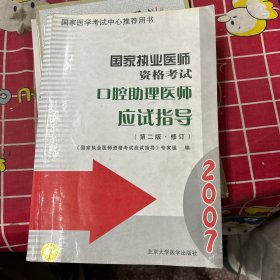 国家医学考试中心推荐用书
国家执业医师
资格考试
口腔助理医师
应试指导
（第二版·修订）
《国家执业医师资格考试应试指导》专家组 编
2007
北京大学医学出版社